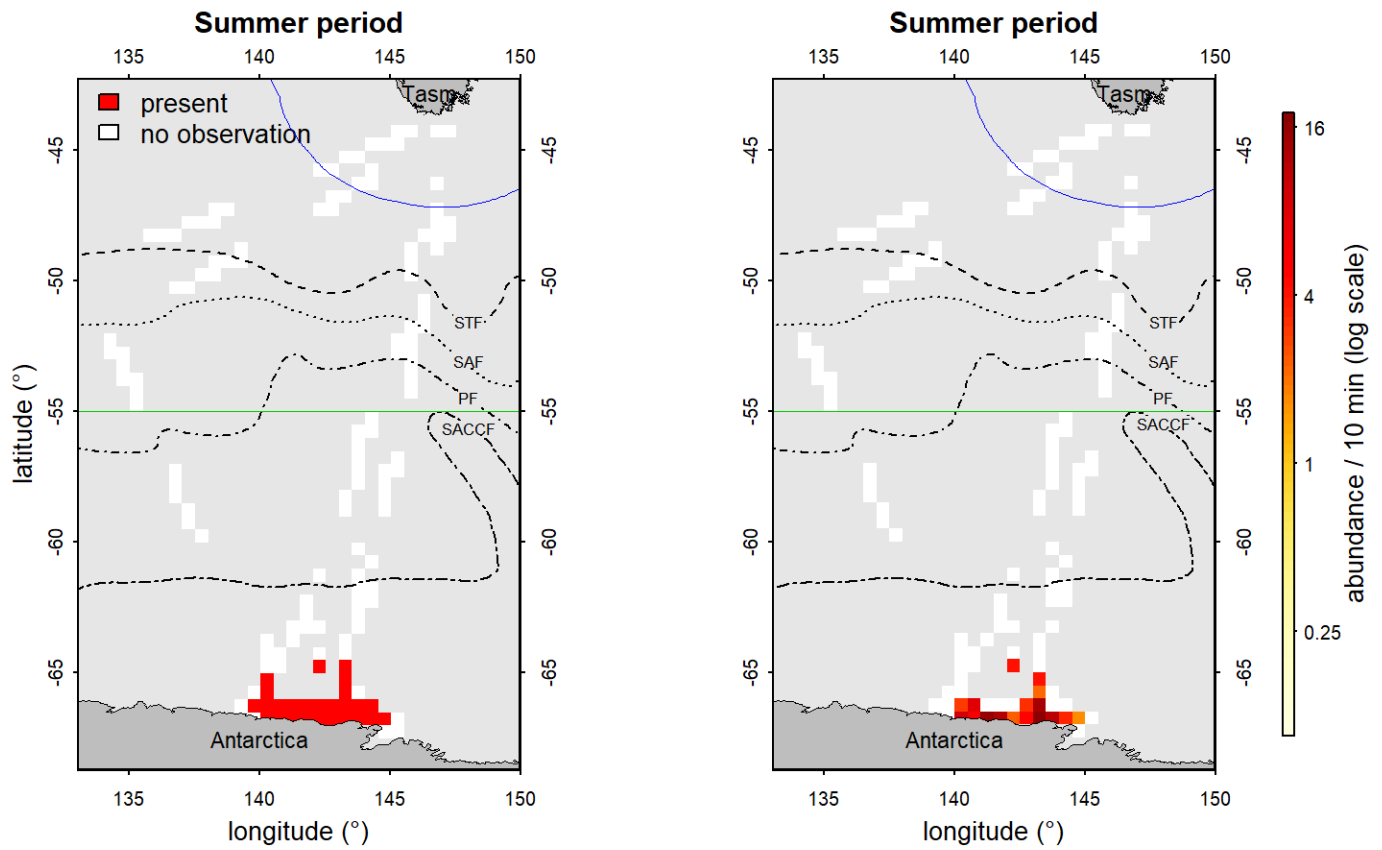 Summer period
135 140 145 150
present
no observation
Tasm
-45 -45
-50 -50
STF
SAF
PF
-55 -55
SACCF
-60 -60
-65 -65
Antarctica
135 140 145 150
longitude (°)
latitude (°)
Summer period
135 140 145 150
Tasm
-45 -45
-50 -50
STF
SAF
PF
-55 -55
SACCF
-60 -60
-65 -65
Antarctica
135 140 145 150
longitude (°)
16
4
1
0.25
abundance / 10 min (log scale)